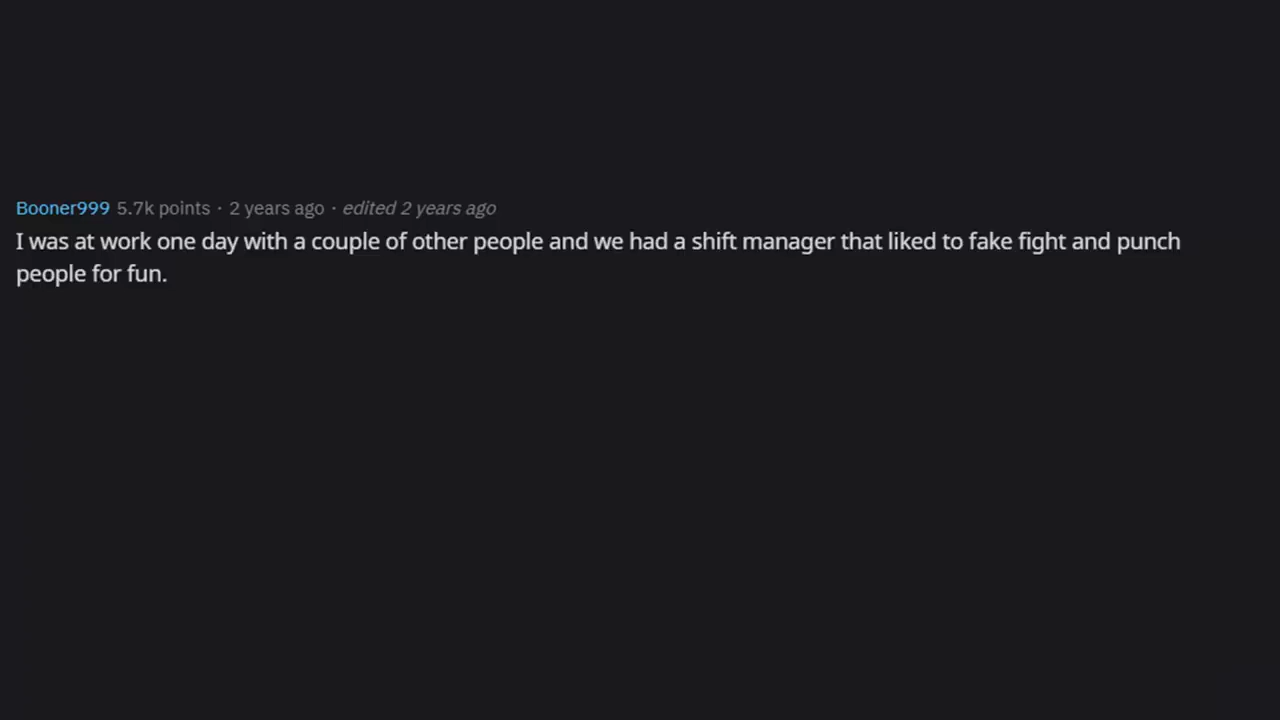 Booner999 5.7k points · 2 years ago · edited 2 years ago
I was at work one day with a couple of other people and we had a shift manager that liked to fake fight and punch
people for fun.